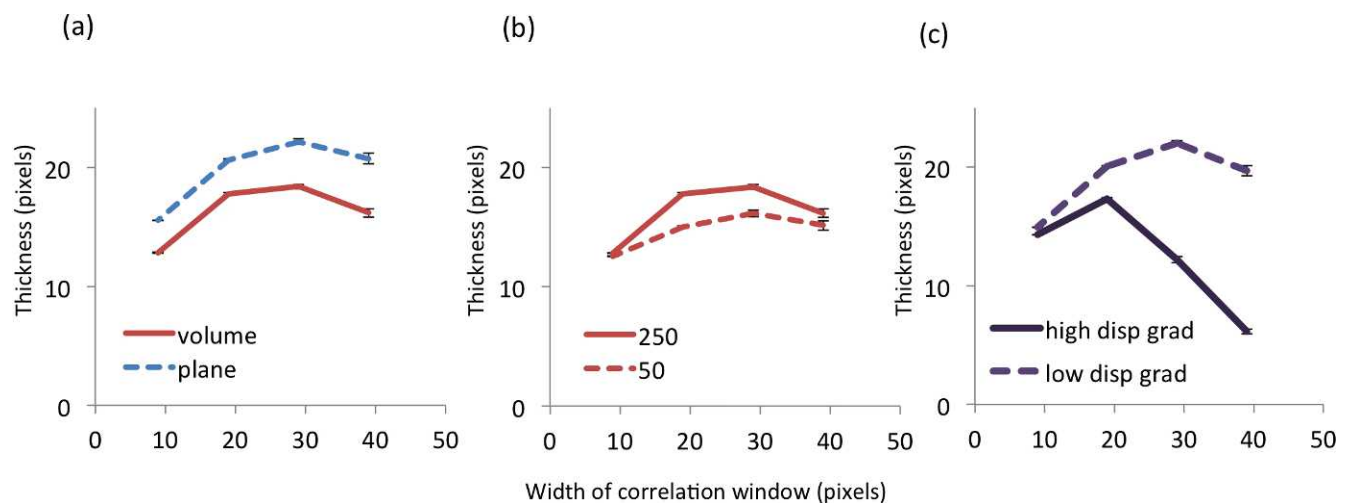 (a)
Thickness (pixels)
20
10
0
volume
plane
0 10 20 30 40 50
(b)
Thickness (pixels)
20
10
0
250
50
0 10 20 30 40 50
(c)
Thickness (pixels)
20
10
0
high disp grad
low disp grad
0 10 20 30 40 50
Width of correlation window (pixels)